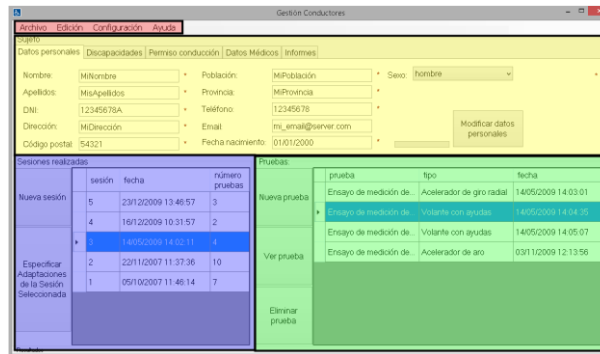 Gestión Conductores
Archivo Edición Configuración Ayuda
Sujeto
Datos personales Discapacidades Permiso conducción Datos Médicos Informes
Nombre: MiNombre * Población: MiPoblación * Sexo: hombre *
Apellidos: MisApellidos * Provincia: MiProvincia *
DNI: 12345678A * Teléfono: 12345678 *
Dirección: MiDirección * Email: mi_email@server.com
Código postal: 54321 * Fecha nacimiento: 01/01/2000 *
Modificar datos
personales
Sesiones realizadas
Nueva sesión
Especificar
Adaptaciones
de la Sesión
Seleccionada
sesión fecha número pruebas
5 23/12/2009 13:46:57 3
4 16/12/2009 10:31:57 2
3 14/05/2009 14:02:11 4
2 22/11/2007 11:37:36 10
1 05/10/2007 11:46:14 7
Pruebas:
Nueva prueba
Ver prueba
Eliminar
prueba
prueba tipo fecha
Ensayo de medición de... Acelerador de giro radial 14/05/2009 14:03:01
Ensayo de medición de... Volante con ayudas 14/05/2009 14:04:35
Ensayo de medición de... Volante con ayudas 14/05/2009 14:05:07
Ensayo de medición de... Acelerador de aro 03/11/2009 12:13:56